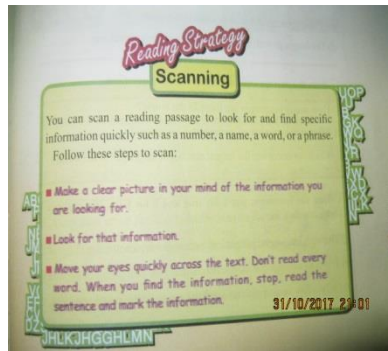 Reading Strategy
Scanning
You can scan a reading passage to look for and find specific
information quickly such as a number, a name, a word, or a phrase.
Follow these steps to scan:
Make a clear picture in your mind of the information you
are looking for.
Look for that information.
Move your eyes quickly across the text. Don't read every
word. When you find the information, stop, read the
sentence and mark the information.
31/10/2017 21:01
JHLKJHGGHLMN